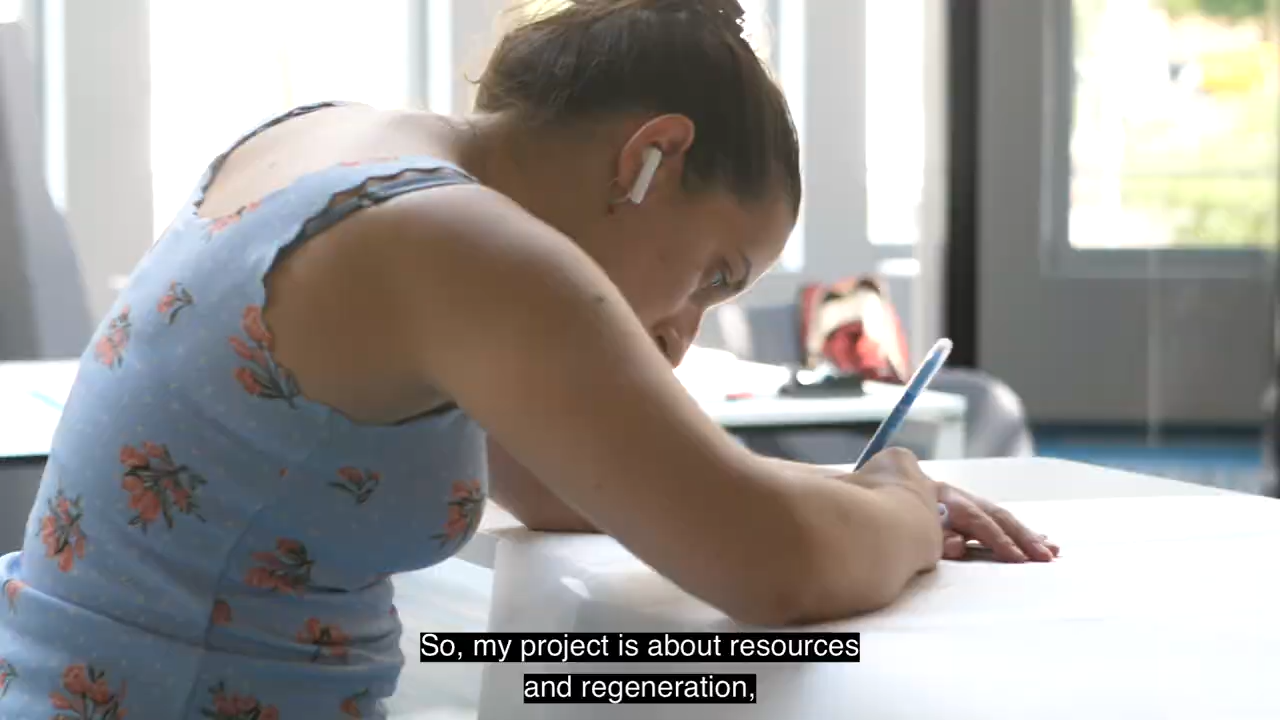 So, my project is about resources
and regeneration,